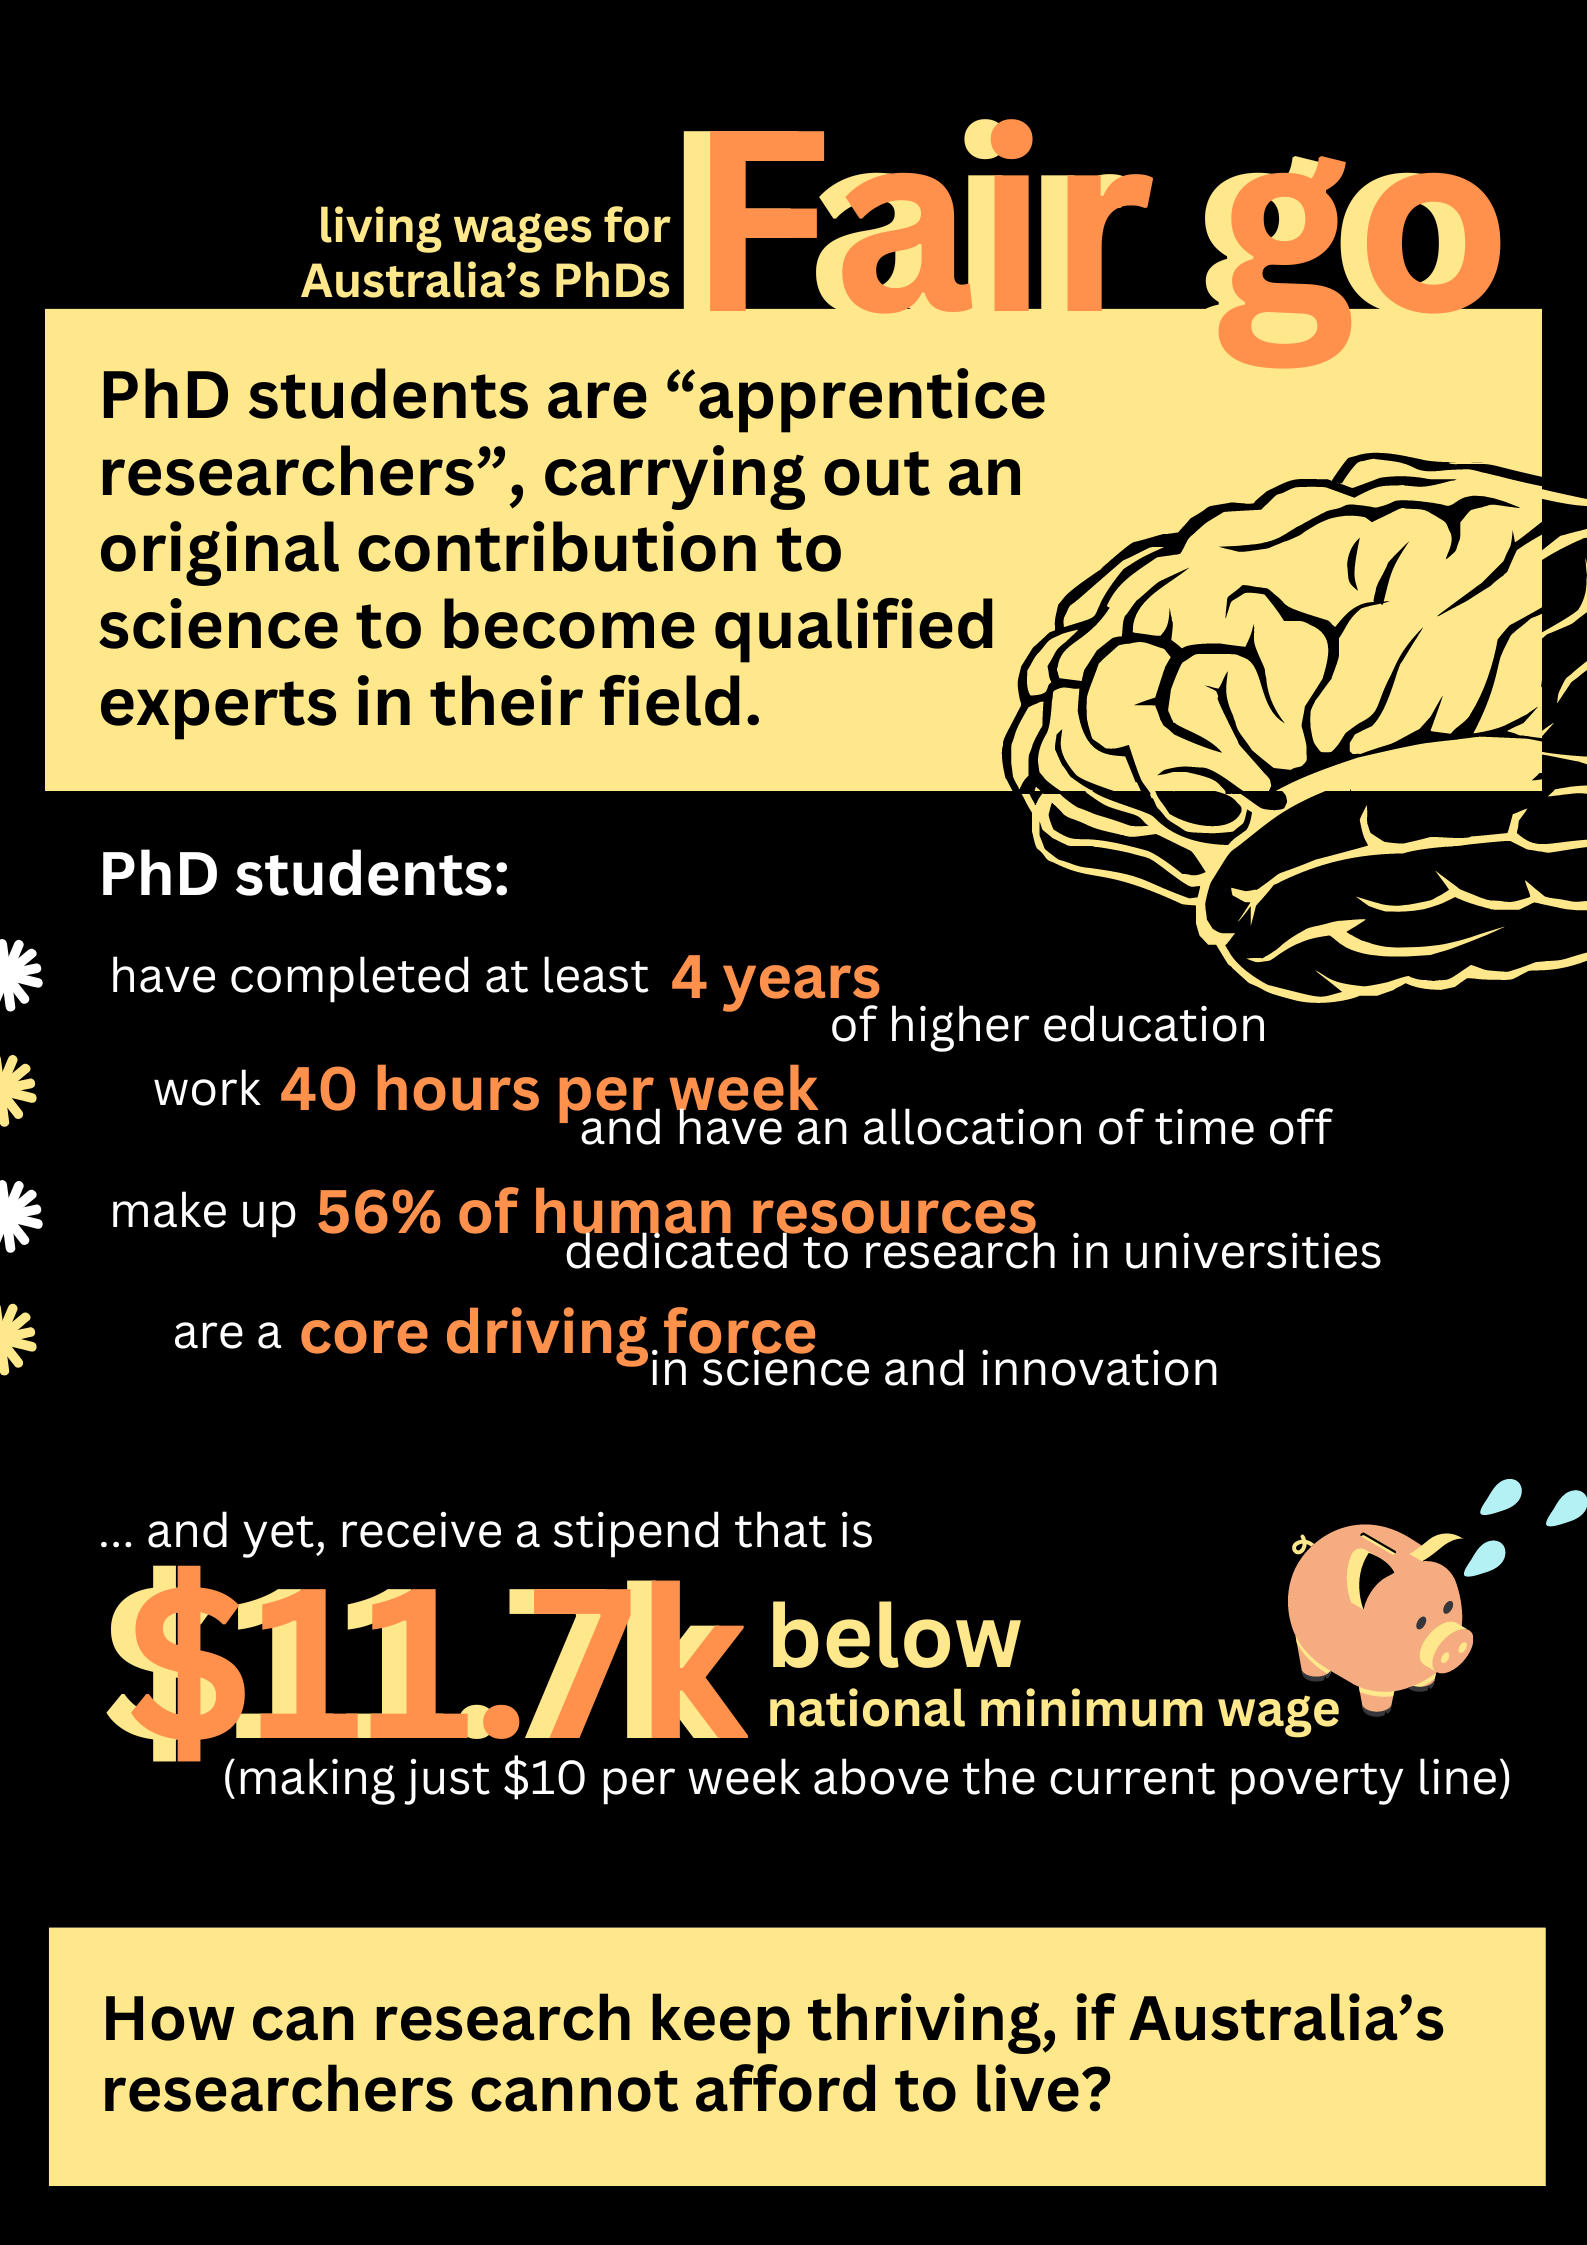 Fair go
living wages for
Australia’s PhDs
PhD students are “apprentice
researchers”, carrying out an
original contribution to
science to become qualified
experts in their field.
PhD students:
have completed at least 4 years
of higher education
work 40 hours per week
and have an allocation of time off
make up 56% of human resources
dedicated to research in universities
are a core driving force
in science and innovation
... and yet, receive a stipend that is
$11.7k below
national minimum wage
(making just $10 per week above the current poverty line)
How can research keep thriving, if Australia’s
researchers cannot afford to live?